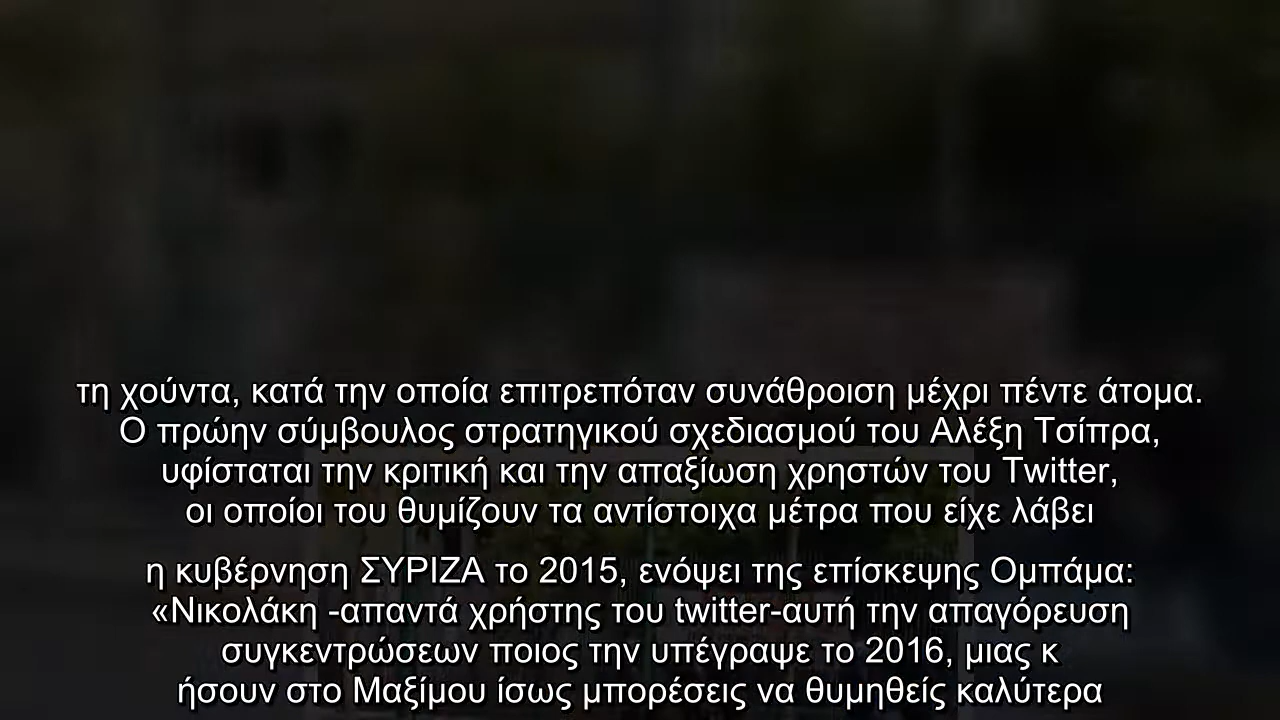 τη χούντα, κατά την οποία επιτρεπόταν συνάθροιση μέχρι πέντε άτομα.
Ο πρώην σύμβουλος στρατηγικού σχεδιασμού του Αλέξη Τσίπρα,
υφίσταται την κριτική και την απαξίωση χρηστών του Twitter,
οι οποίοι του θυμίζουν τα αντίστοιχα μέτρα που είχε λάβει
η κυβέρνηση ΣΥΡΙΖΑ το 2015, ενόψει της επίσκεψης Ομπάμα:
«Νικολάκη -απαντά χρήστης του twitter-αυτή την απαγόρευση
συγκεντρώσεων ποιος την υπέγραψε το 2016, μιας κ
ήσουν στο Μαξίμου ίσως μπορέσεις να θυμηθείς καλύτερα